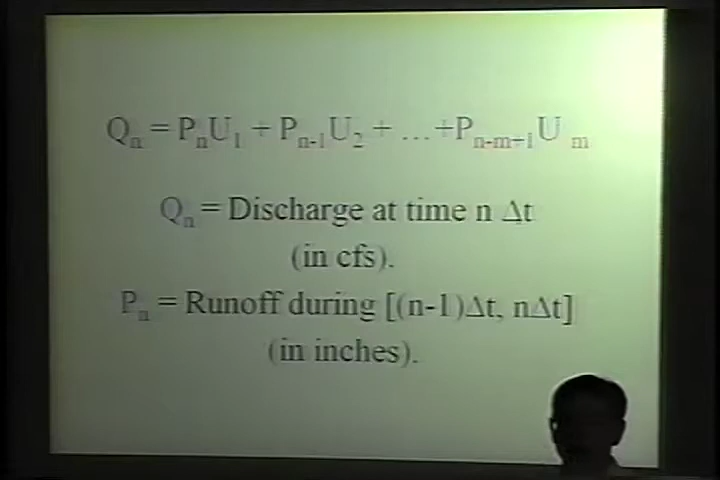 Qₙ = PₙU₁ + Pₙ₋₁U₂ + ...+Pₙ₋ₘ₊₁U ₘ
Qₙ = Discharge at time n Δt
(in cfs).
Pₙ = Runoff during [(n-1)Δt, nΔt]
(in inches).